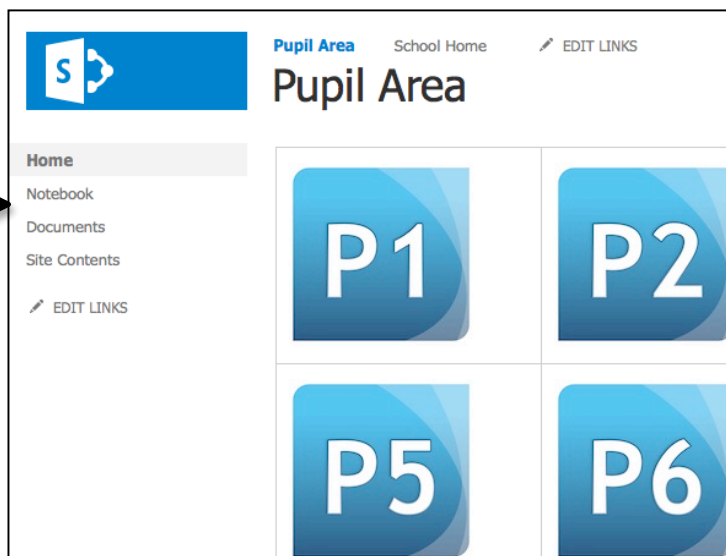 S
Pupil Area School Home EDIT LINKS
Pupil Area
Home
Notebook
Documents
Site Contents
EDIT LINKS
P1 P2
P5 P6